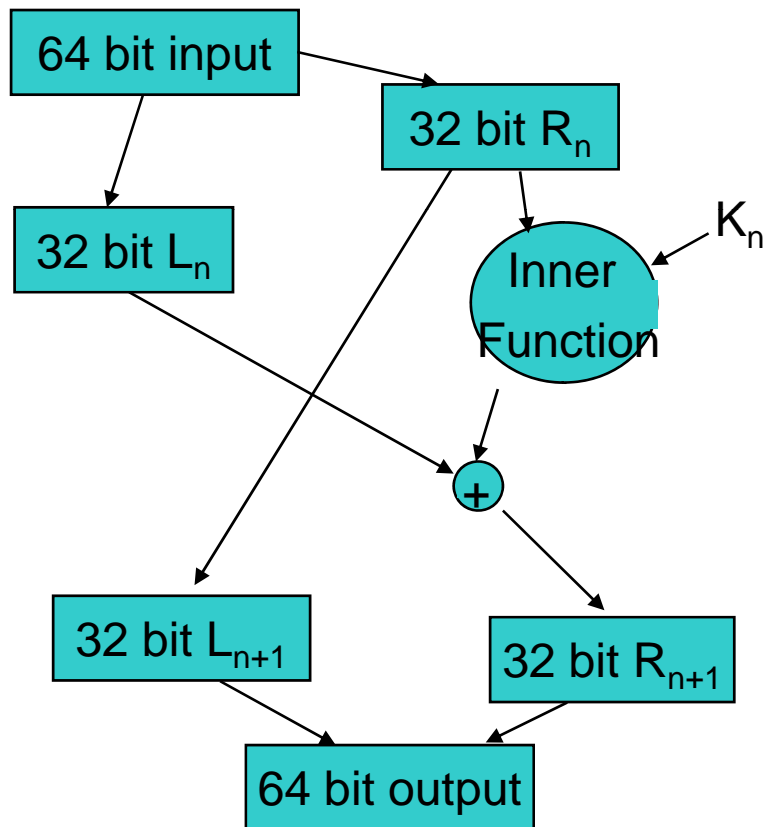 64 bit input
32 bit Rₙ
32 bit Lₙ
Kₙ
Inner
Function
+
32 bit Lₙ₊₁
32 bit Rₙ₊₁
64 bit output